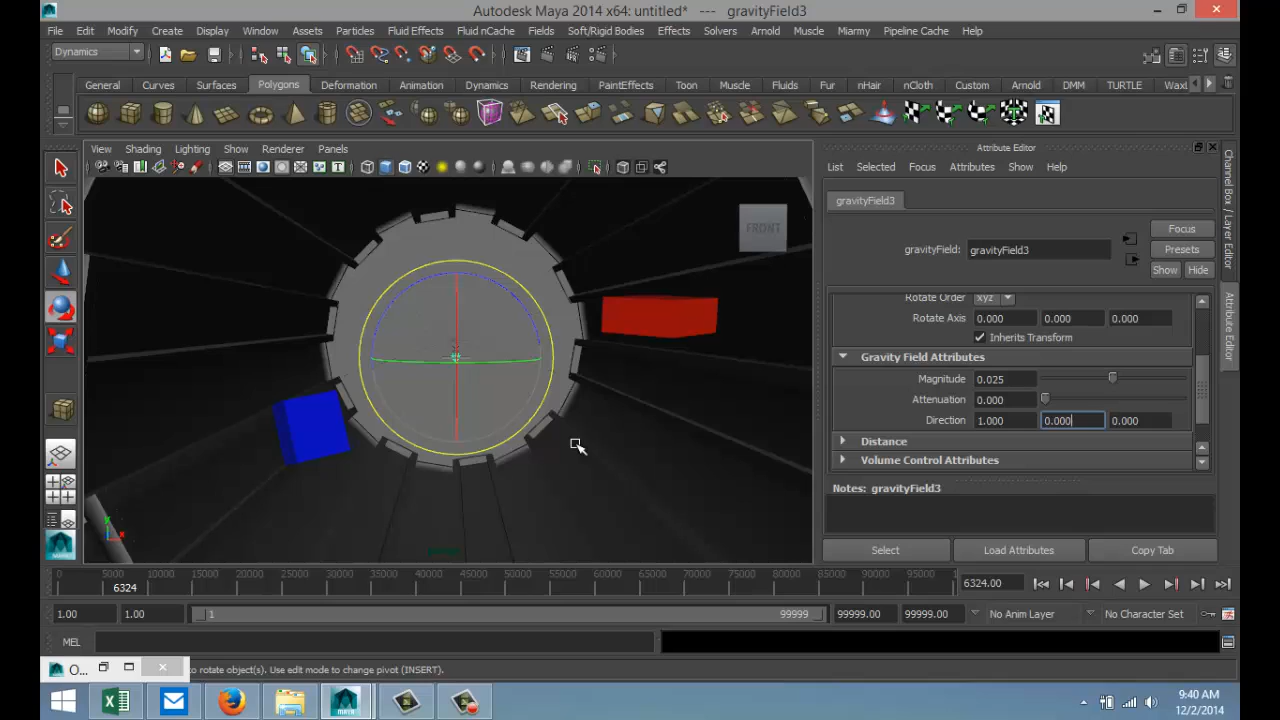 Autodesk Maya 2014 x64: untitled* --- gravityField3
File Edit Modify Create Display Window Assets Particles Fluid Effects Fluid nCache Fields Soft/Rigid Bodies Effects Solvers Arnold Muscle Miarmy Pipeline Cache Help
Dynamics
General Curves Surfaces Polygons Deformation Animation Dynamics Rendering PaintEffects Toon Muscle Fluids Fur nHair nCloth Custom Arnold DMM TURTLE Waxl
View Shading Lighting Show Renderer Panels
Attribute Editor
List Selected Focus Attributes Show Help
gravityField3
Focus
gravityField: gravityField3
Presets
Show Hide
FRONT
Rotate Order xyz
Rotate Axis 0.000 0.000 0.000
Inherits Transform
Gravity Field Attributes
Magnitude 0.025
Attenuation 0.000
Direction 1.000 0.000 0.000
Distance
Volume Control Attributes
Notes: gravityField3
Select Load Attributes Copy Tab
Channel Box / Layer Editor
Attribute Editor
0 5000 10000 15000 20000 25000 30000 35000 40000 45000 50000 55000 60000 65000 70000 75000 80000 85000 90000 95000
6324
6324.00
1.00 1.00 1 99999 99999.00 99999.00 No Anim Layer No Character Set
MEL
O... to rotate object(s). Use edit mode to change pivot (INSERT).
9:40 AM
12/2/2014